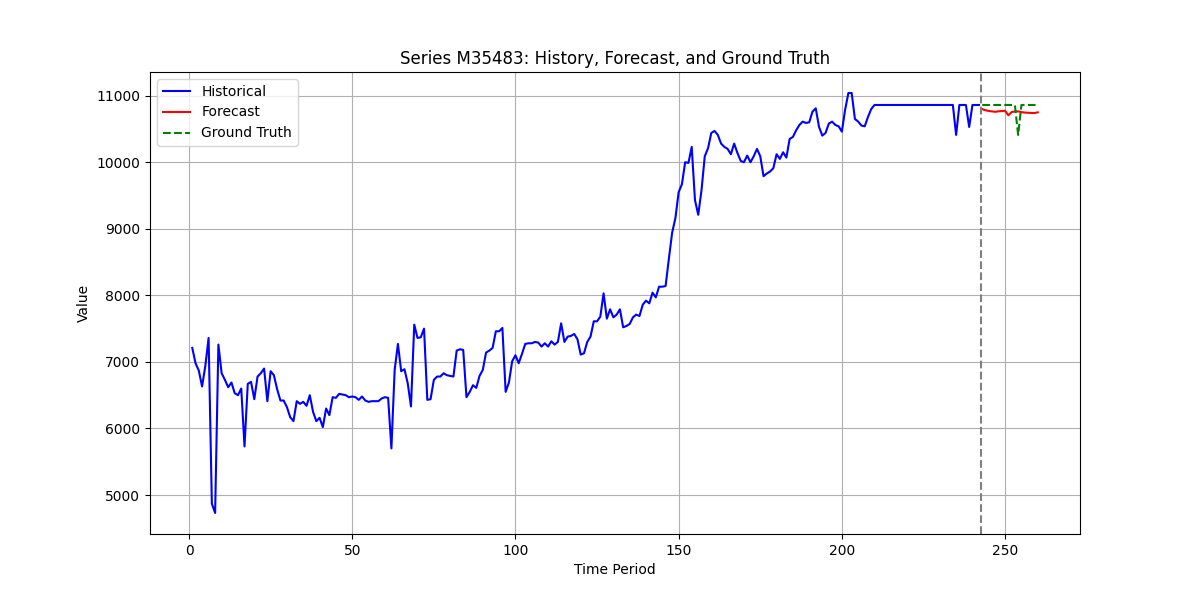 Series M35483: History, Forecast, and Ground Truth
Historical
Forecast
Ground Truth
11000
10000
9000
8000
7000
6000
5000
Value
0
50
100
150
200
250
Time Period